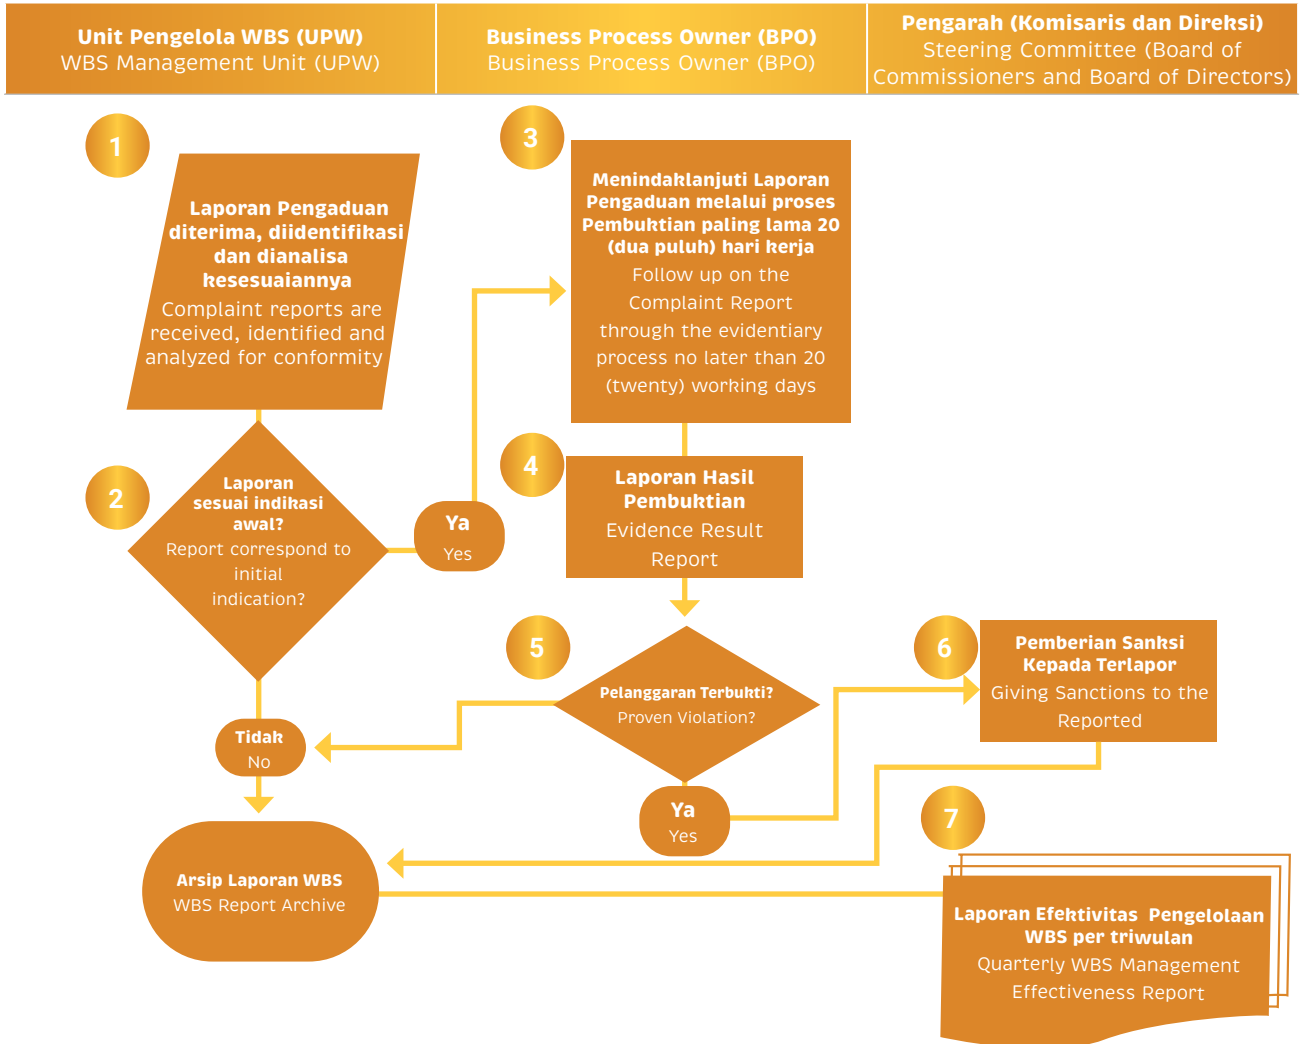 Unit Pengelola WBS (UPW)
WBS Management Unit (UPW)
Business Process Owner (BPO)
Business Process Owner (BPO)
Pengarah (Komisaris dan Direksi)
Steering Committee (Board of
Commissioners and Board of Directors)
1
Laporan Pengaduan
diterima, diidentifikasi
dan dianalisa
kesesuaiannya
Complaint reports are
received, identified and
analyzed for conformity
2
Laporan
sesuai indikasi
awal?
Report correspond to
initial
indication?
Ya
Yes
3
Menindaklanjuti Laporan
Pengaduan melalui proses
Pembuktian paling lama 20
(dua puluh) hari kerja
Follow up on the
Complaint Report
through the evidentiary
process no later than 20
(twenty) working days
4
Laporan Hasil
Pembuktian
Evidence Result
Report
5
Pelanggaran Terbukti?
Proven Violation?
Tidak
No
Ya
Yes
6
Pemberian Sanksi
Kepada Terlapor
Giving Sanctions to the
Reported
Arsip Laporan WBS
WBS Report Archive
7
Laporan Efektivitas Pengelolaan
WBS per triwulan
Quarterly WBS Management
Effectiveness Report